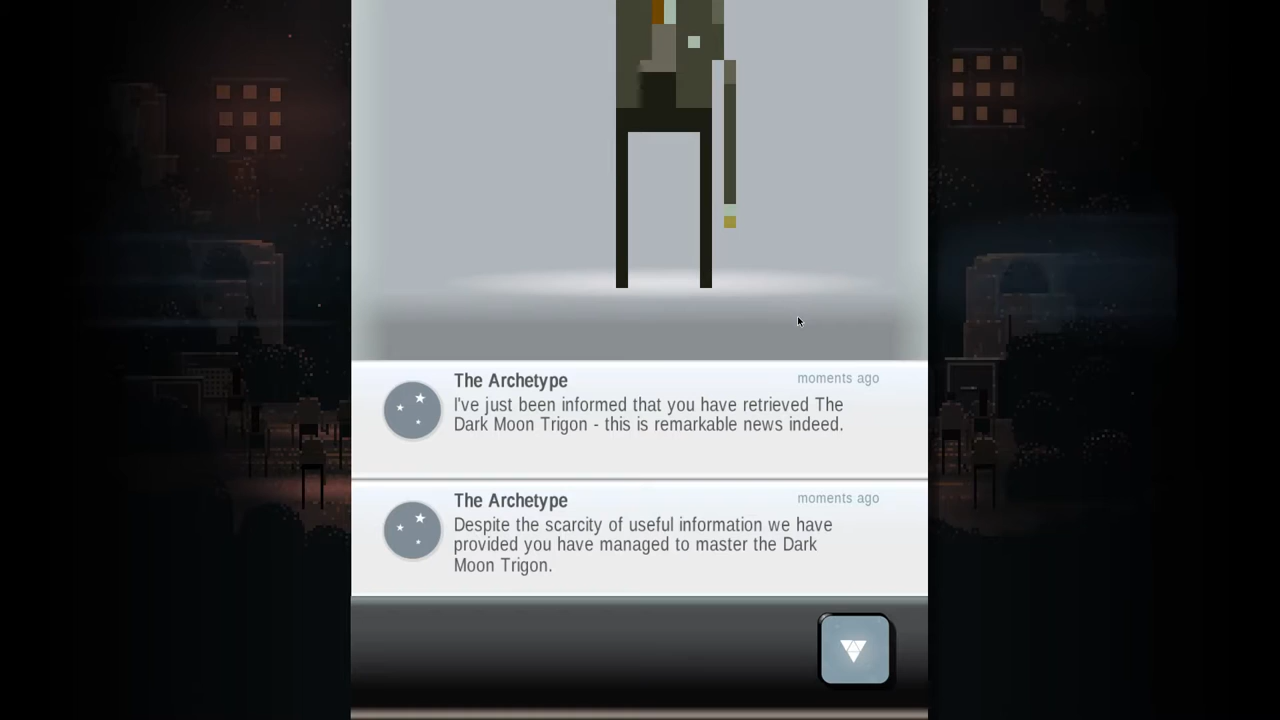 The Archetype
moments ago
I've just been informed that you have retrieved The
Dark Moon Trigon - this is remarkable news indeed.
The Archetype
moments ago
Despite the scarcity of useful information we have
provided you have managed to master the Dark
Moon Trigon.